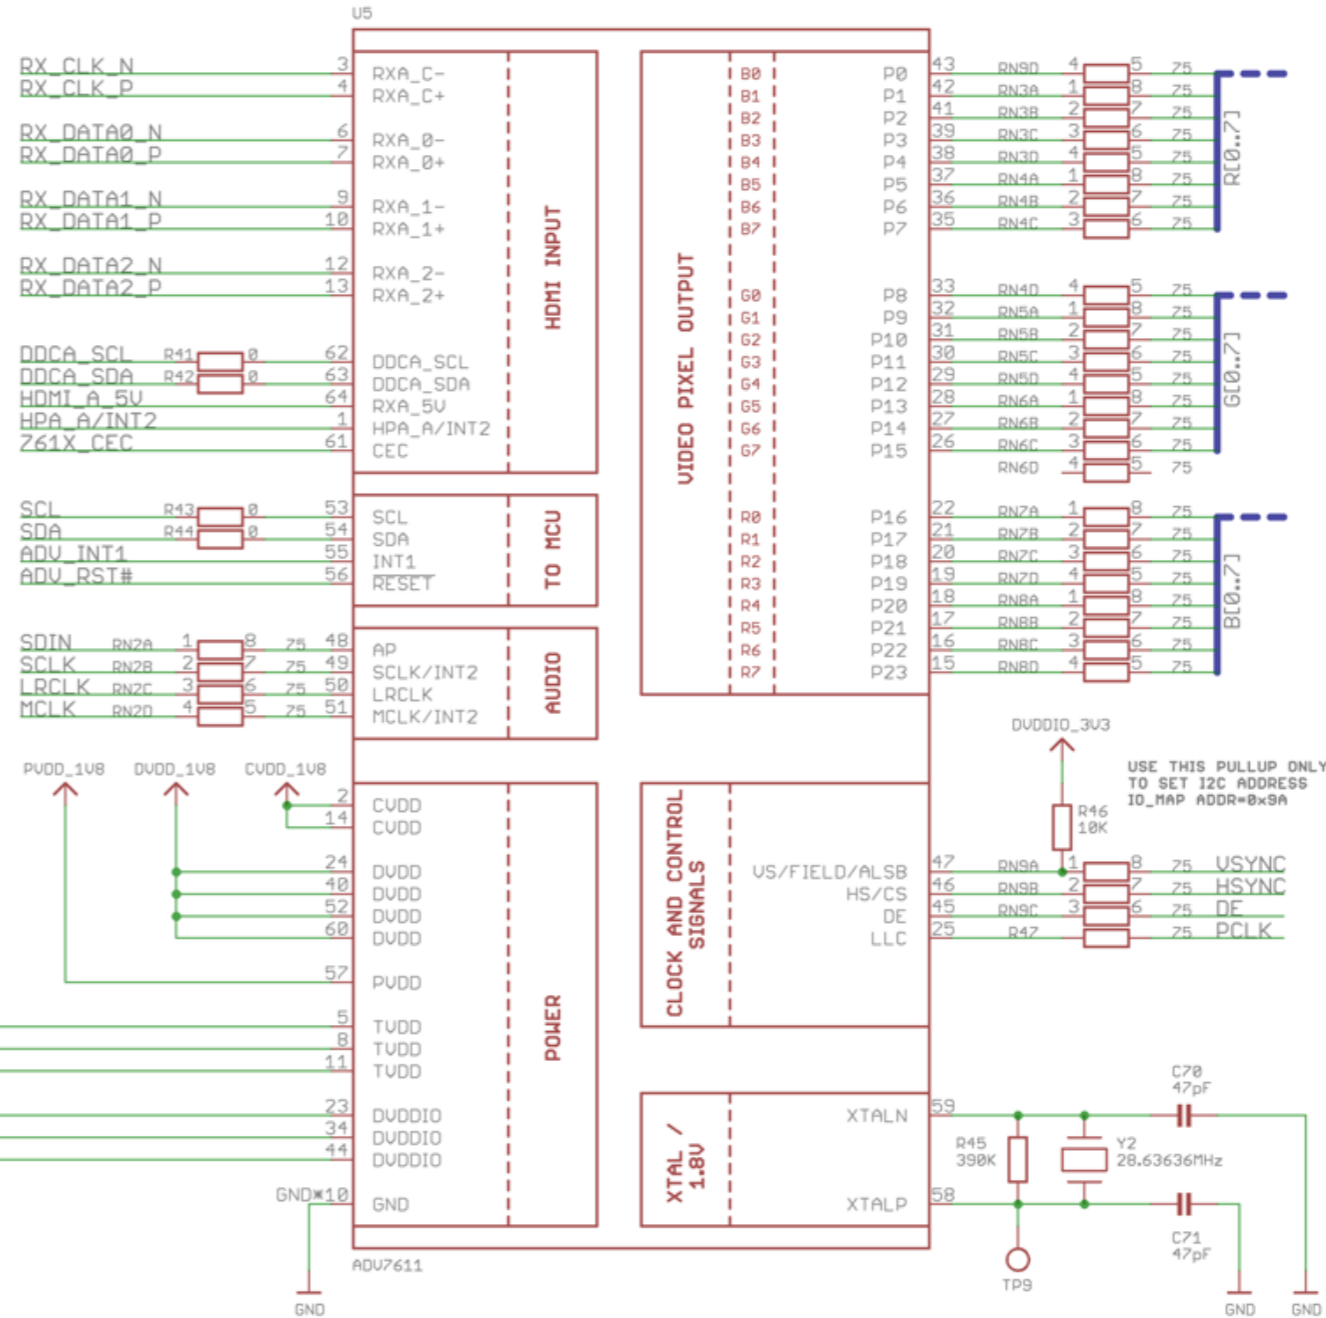 U5
RX_CLK_N 3 RXA_C- B0 P0 43 RN9D 4 5 75
RX_CLK_P 4 RXA_C+ B1 P1 42 RN3A 1 8 75
B2 P2 41 RN3B 2 7 75
RX_DATA0_N 6 RXA_0- B3 P3 39 RN3C 3 6 75
RX_DATA0_P 7 RXA_0+ B4 P4 38 RN3D 4 5 75
B5 P5 37 RN4A 1 8 75
RX_DATA1_N 9 RXA_1- B6 P6 36 RN4B 2 7 75
RX_DATA1_P 10 RXA_1+ B7 P7 35 RN4C 3 6 75
R[0..7]
RX_DATA2_N 12 RXA_2-
RX_DATA2_P 13 RXA_2+ G0 P8 33 RN4D 4 5 75
G1 P9 32 RN5A 1 8 75
G2 P10 31 RN5B 2 7 75
DDCA_SCL R41 0 62 DDCA_SCL G3 P11 30 RN5C 3 6 75
DDCA_SDA R42 0 63 DDCA_SDA G4 P12 29 RN5D 4 5 75
HDMI_A_5V 64 RXA_5V G5 P13 28 RN6A 1 8 75
HPA_A/INT2 1 HPA_A/INT2 G6 P14 27 RN6B 2 7 75
Z61X_CEC 61 CEC G7 P15 26 RN6C 3 6 75
RN6D 4 5 75
G[0..7]
HDMI INPUT
VIDEO PIXEL OUTPUT
SCL R43 0 53 SCL R0 P16 22 RN7A 1 8 75
SDA R44 0 54 SDA R1 P17 21 RN7B 2 7 75
ADV_INT1 55 INT1 R2 P18 20 RN7C 3 6 75
ADV_RST# 56 RESET R3 P19 19 RN7D 4 5 75
R4 P20 18 RN8A 1 8 75
R5 P21 17 RN8B 2 7 75
SDIN RN2A 1 8 75 48 AP R6 P22 16 RN8C 3 6 75
SCLK RN2B 2 7 75 49 SCLK/INT2 R7 P23 15 RN8D 4 5 75
LRCLK RN2C 3 6 75 50 LRCLK
MCLK RN2D 4 5 75 51 MCLK/INT2
B[0..7]
TO MCU
AUDIO
DVDDIO_3V3
PVDD_1V8 DVDD_1V8 CVDD_1V8
USE THIS PULLUP ONLY
TO SET I2C ADDRESS
IO_MAP ADDR=0x9A
2 CVDD
14 CVDD
R46
10K
24 DVDD VS/FIELD/ALSB 47 RN9A 1 8 75 VSYNC
40 DVDD HS/CS 46 RN9B 2 7 75 HSYNC
52 DVDD DE 45 RN9C 3 6 75 DE
60 DVDD LLC 25 R47 75 PCLK
CLOCK AND CONTROL
SIGNALS
57 PVDD
5 TVDD
8 TVDD
11 TVDD
POWER
23 DVDDIO
34 DVDDIO
44 DVDDIO
GND*10 GND
XTAL /
1.8V
XTALN 59
XTALP 58
C70
47pF
R45
390K
Y2
28.63636MHz
C71
47pF
TP9
ADV7611
GND GND GND